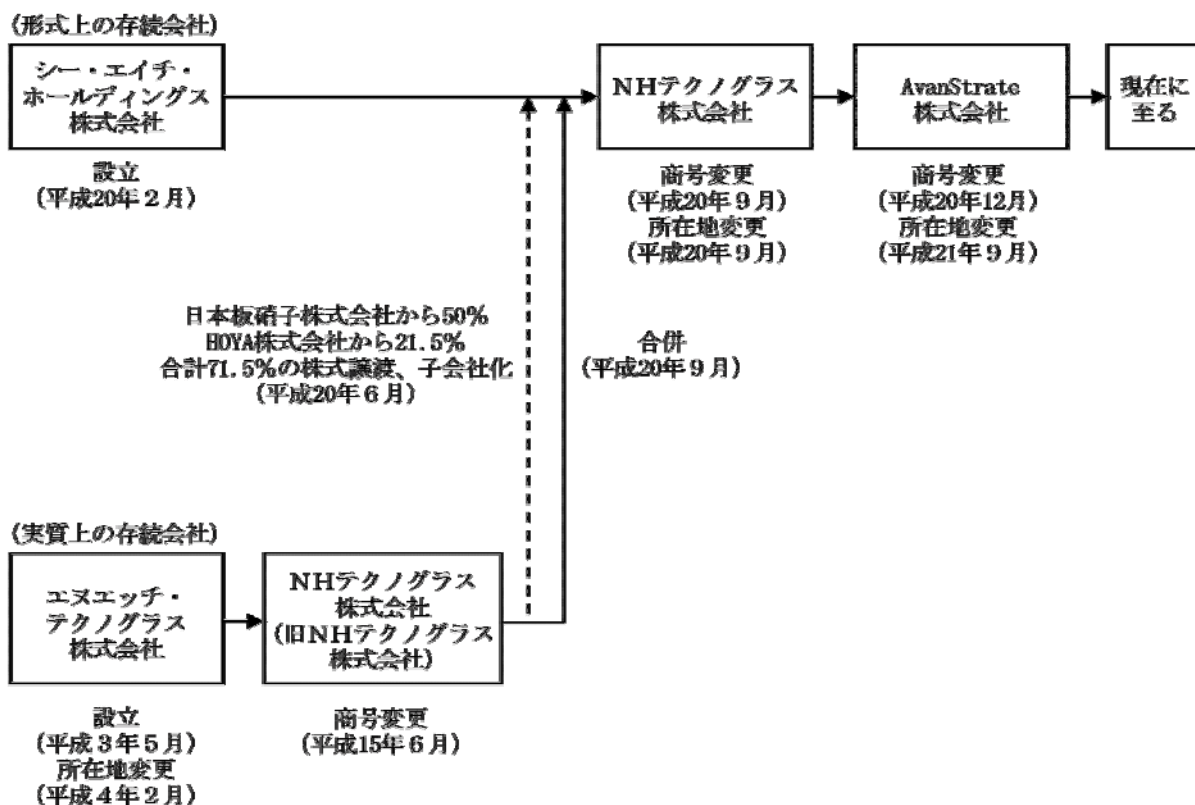 (形式上の存続会社)
シー・エイチ・
ホールディングス
株式会社
設立
(平成20年2月)
NHテクノグラス
株式会社
商号変更
(平成20年9月)
所在地変更
(平成20年9月)
AvanStrate
株式会社
商号変更
(平成20年12月)
所在地変更
(平成21年9月)
現在に
至る
日本板硝子株式会社から50%
HOYA株式会社から21.5%
合計71.5%の株式譲渡、子会社化
(平成20年6月)
合併
(平成20年9月)
(実質上の存続会社)
エヌエッチ・
テクノグラス
株式会社
設立
(平成3年5月)
所在地変更
(平成4年2月)
NHテクノグラス
株式会社
(旧NHテクノグラス
株式会社)
商号変更
(平成15年6月)